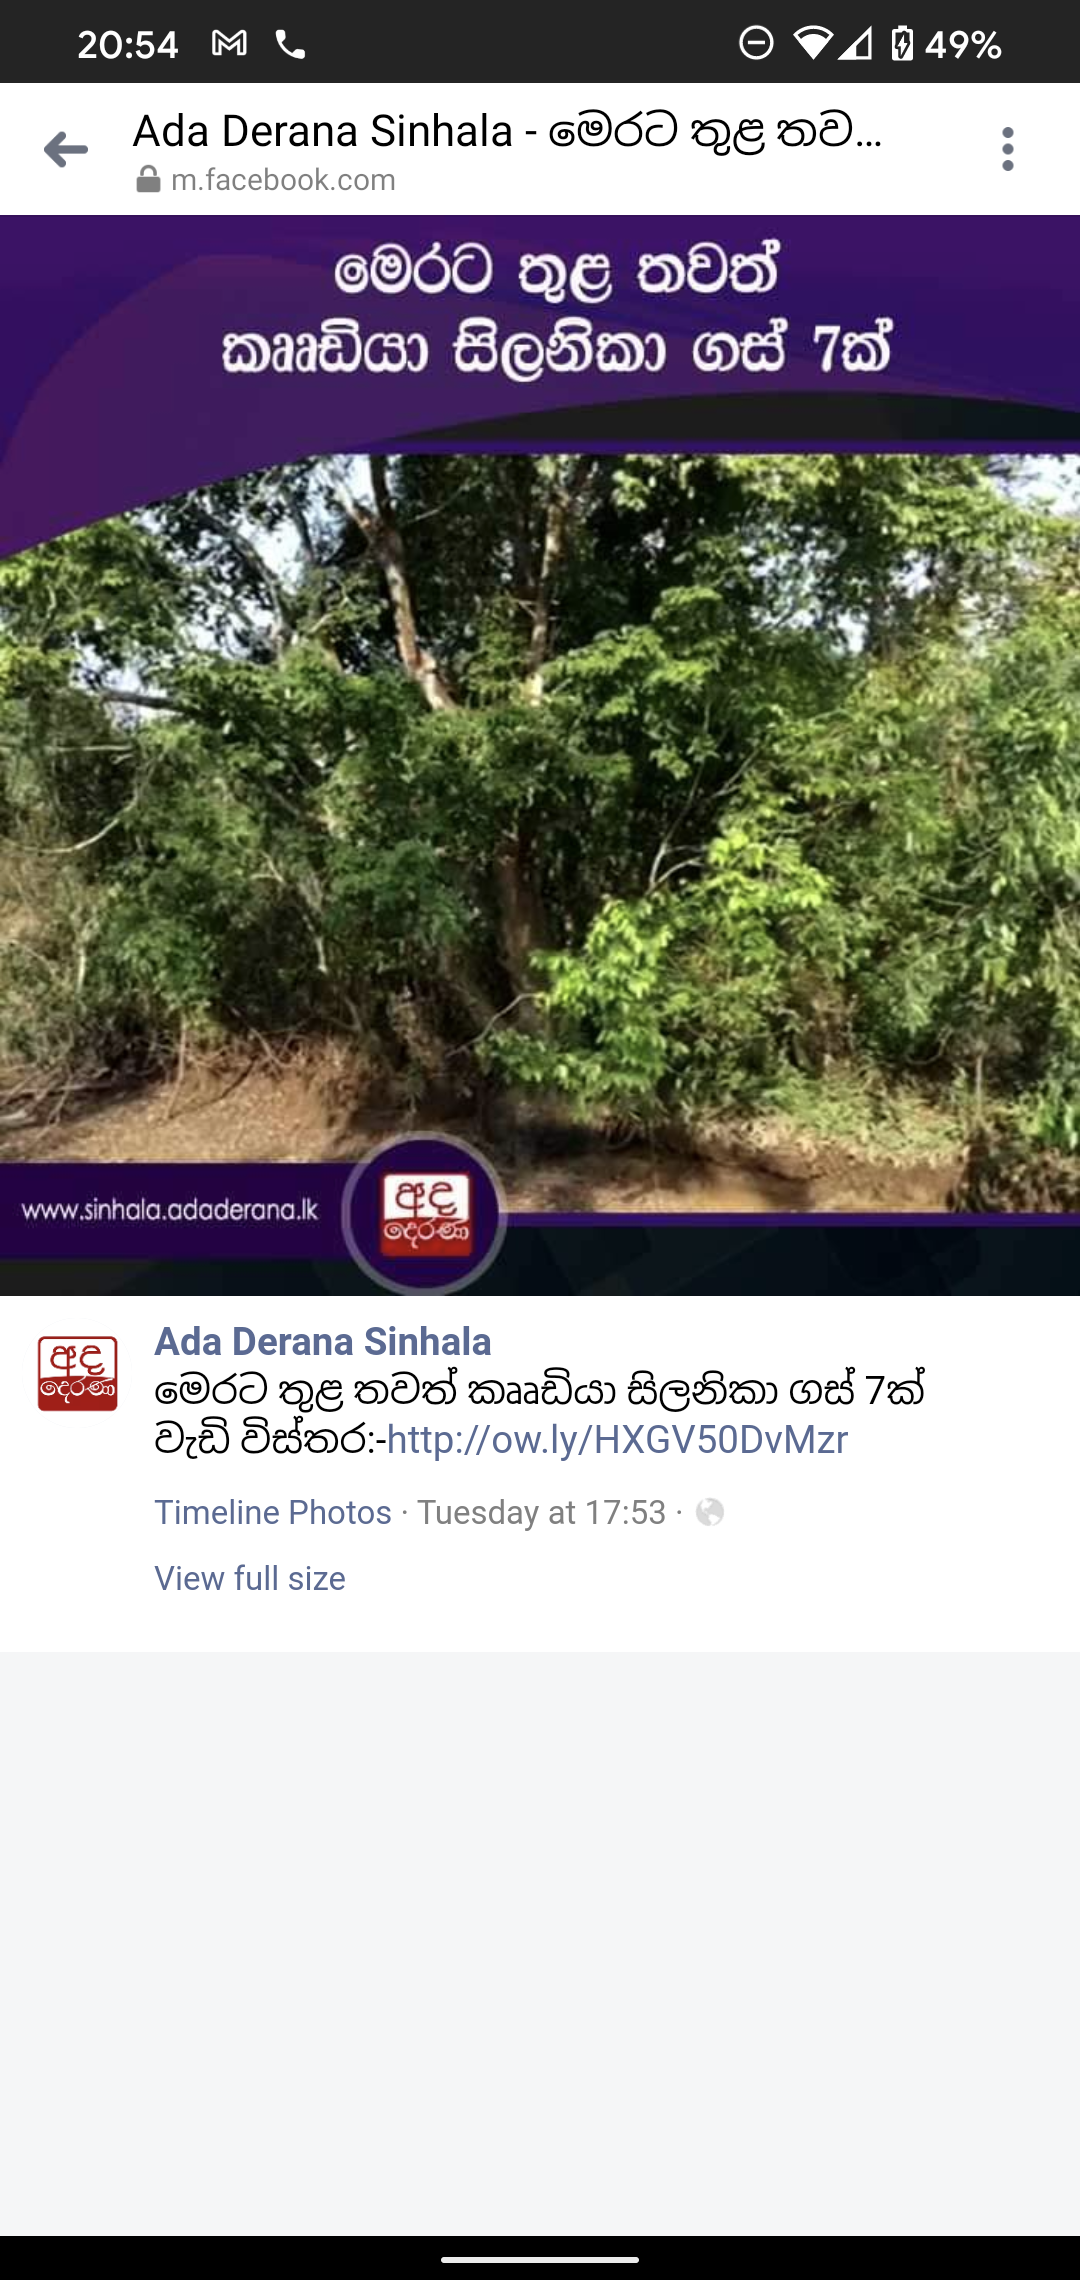 20:54
49%
Ada Derana Sinhala - මෙරට තුළ තව...
m.facebook.com
මෙරට තුළ තවත්
කෲඩියා සිලනිකා ගස් 7ක්
www.sinhala.adaderana.lk
අද
දෙරණ
අද
දෙරණ
Ada Derana Sinhala
මෙරට තුළ තවත් කෲඩියා සිලනිකා ගස් 7ක්
වැඩි විස්තර:-http://ow.ly/HXGV50DvMzr
Timeline Photos · Tuesday at 17:53 ·
View full size